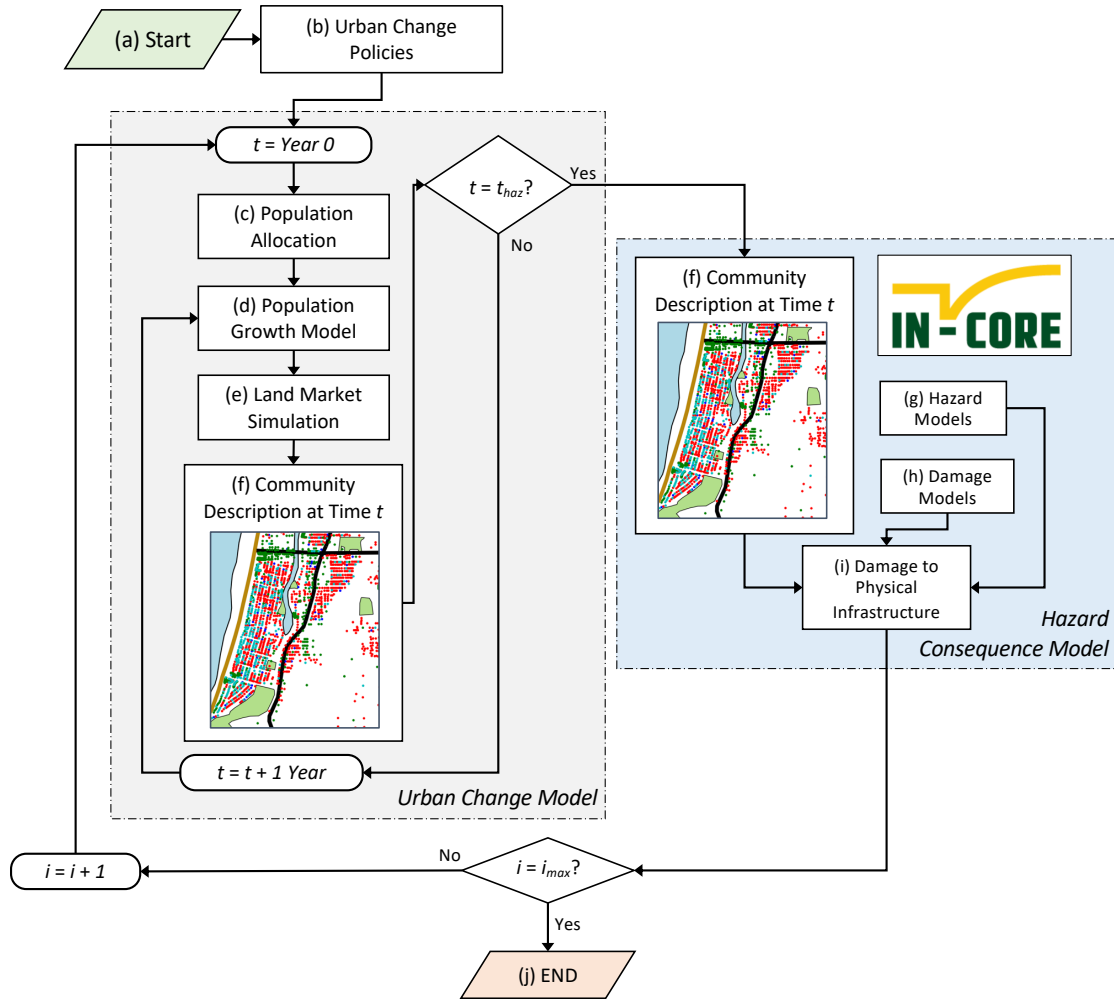 (a) Start
(b) Urban Change
Policies
t = Year 0
(c) Population
Allocation
(d) Population
Growth Model
(e) Land Market
Simulation
(f) Community
Description at Time t
t = t + 1 Year
Urban Change Model
t = t_haz?
Yes
No
(f) Community
Description at Time t
IN-CORE
(g) Hazard
Models
(h) Damage
Models
(i) Damage to
Physical
Infrastructure
Hazard
Consequence Model
i = i_max?
No
Yes
i = i + 1
(j) END